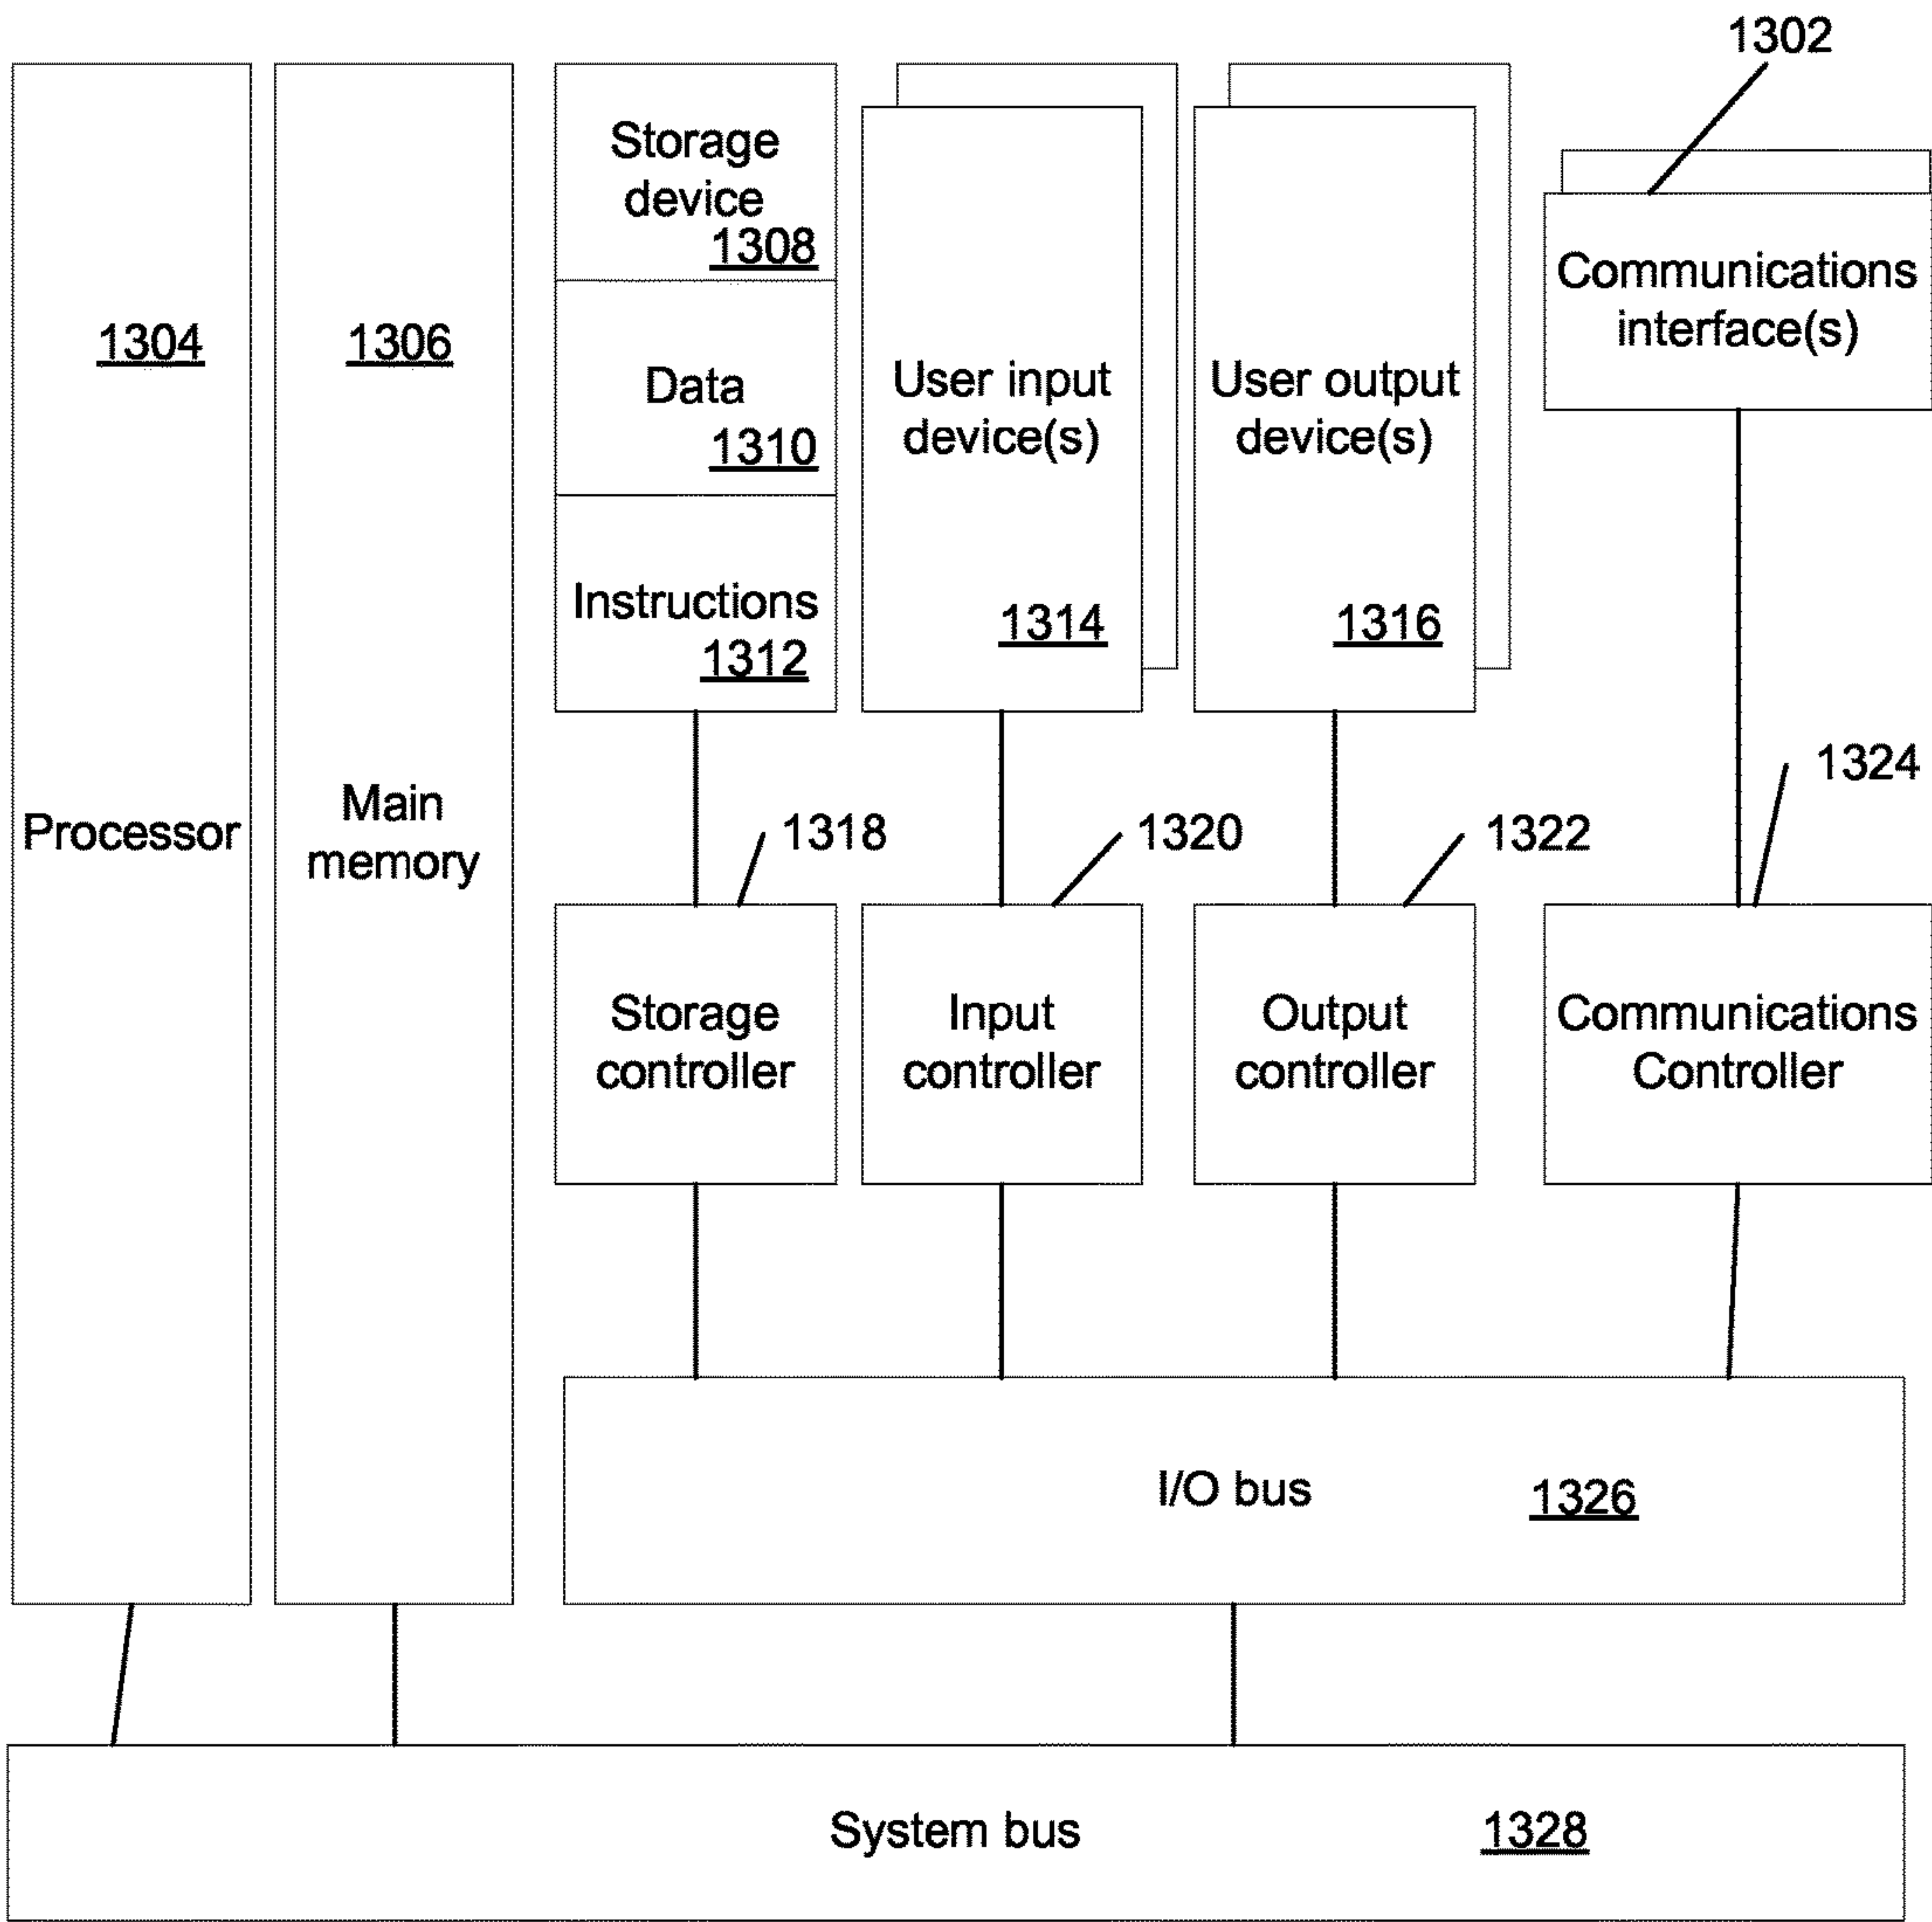 1302
Storage
device
1308
Communications
interface(s)
1304
1306
Data
1310
User input
device(s)
User output
device(s)
Instructions
1312
1314
1316
1324
Processor
Main
memory
1318
1320
1322
Storage
controller
Input
controller
Output
controller
Communications
Controller
I/O bus
1326
System bus
1328